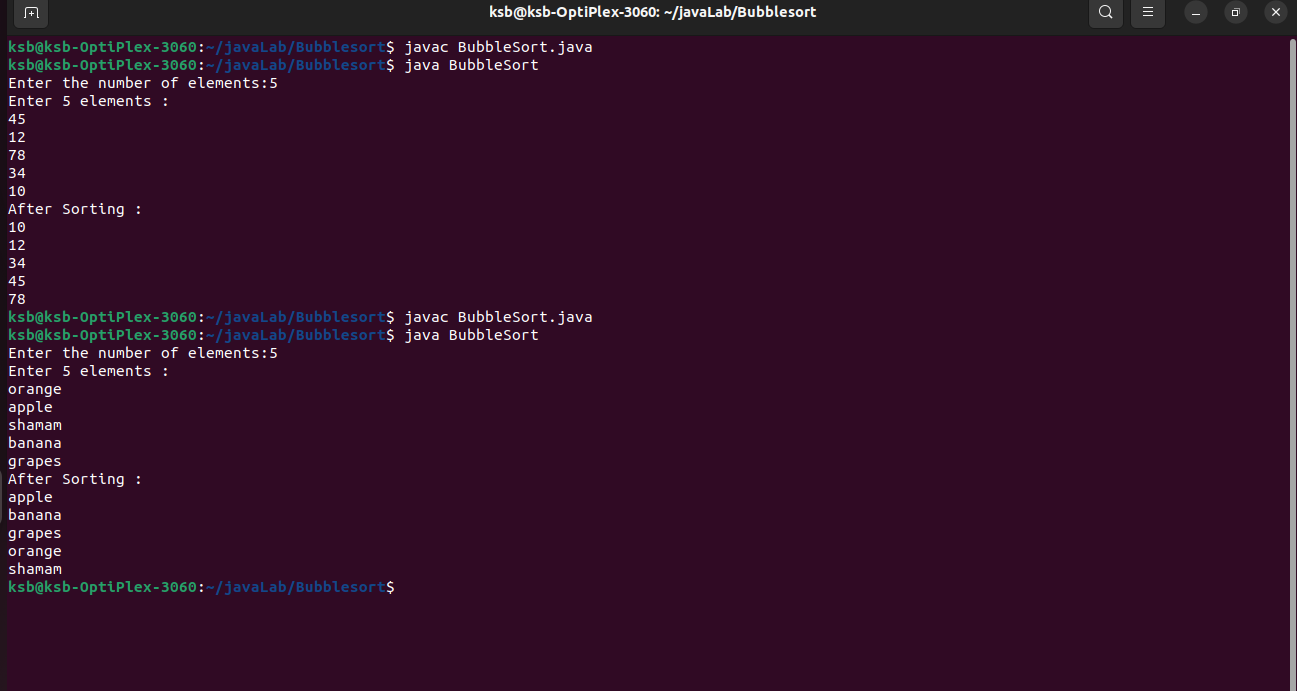 ksb@ksb-OptiPlex-3060: ~/javaLab/Bubblesort
ksb@ksb-OptiPlex-3060:~/javaLab/Bubblesort$ javac BubbleSort.java
ksb@ksb-OptiPlex-3060:~/javaLab/Bubblesort$ java BubbleSort
Enter the number of elements:5
Enter 5 elements :
45
12
78
34
10
After Sorting :
10
12
34
45
78
ksb@ksb-OptiPlex-3060:~/javaLab/Bubblesort$ javac BubbleSort.java
ksb@ksb-OptiPlex-3060:~/javaLab/Bubblesort$ java BubbleSort
Enter the number of elements:5
Enter 5 elements :
orange
apple
shamam
banana
grapes
After Sorting :
apple
banana
grapes
orange
shamam
ksb@ksb-OptiPlex-3060:~/javaLab/Bubblesort$